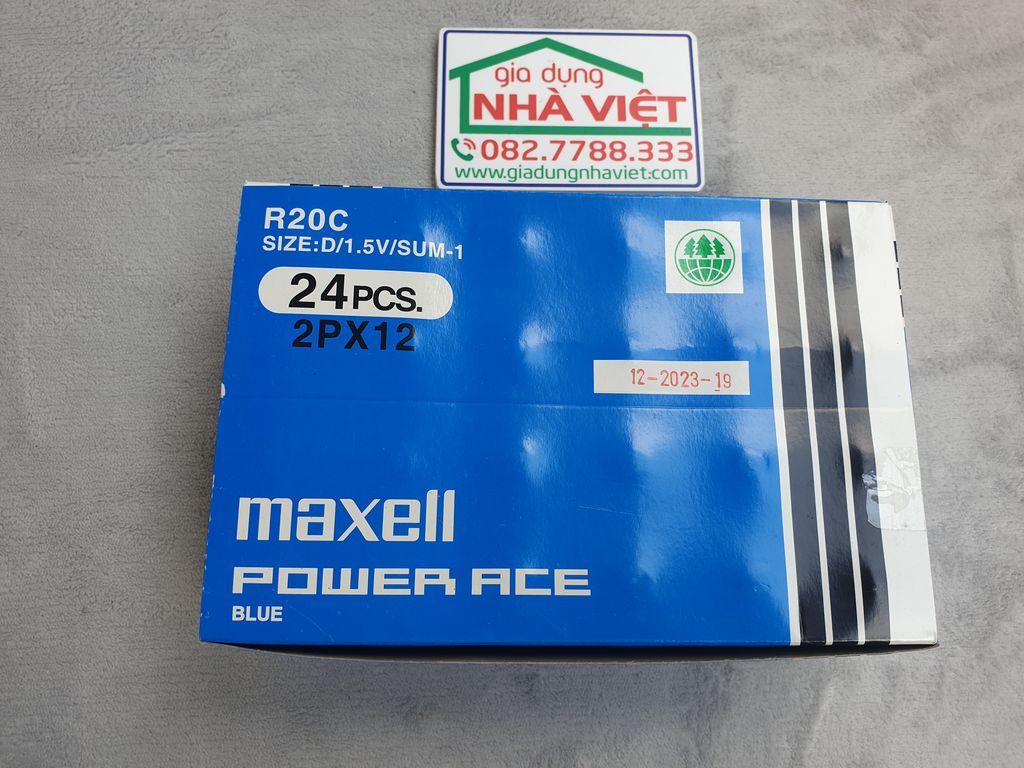 gia dụng
NHÀ VIỆT
082.7788.333
www.giadungnhaviet.com
R20C
SIZE:D/1.5V/SUM-1
24PCS.
2PX12
12-2023-19
maxell
POWER ACE
BLUE